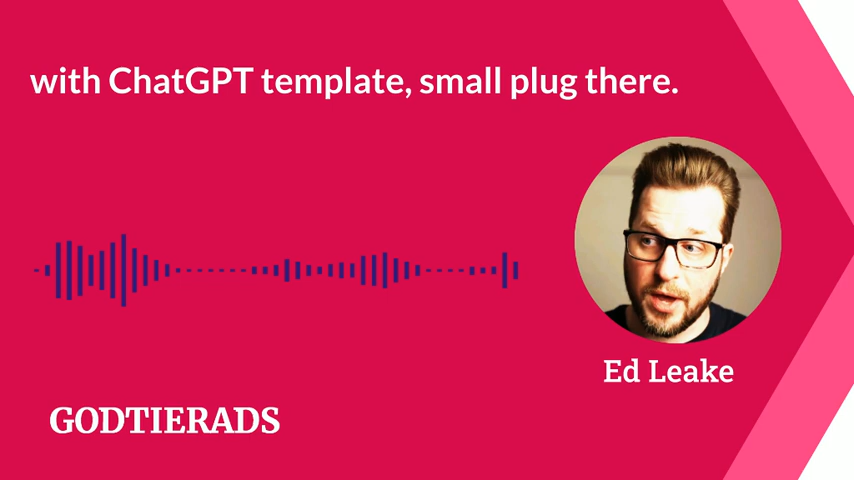 with ChatGPT template, small plug there.
Ed Leake
GODTIERADS